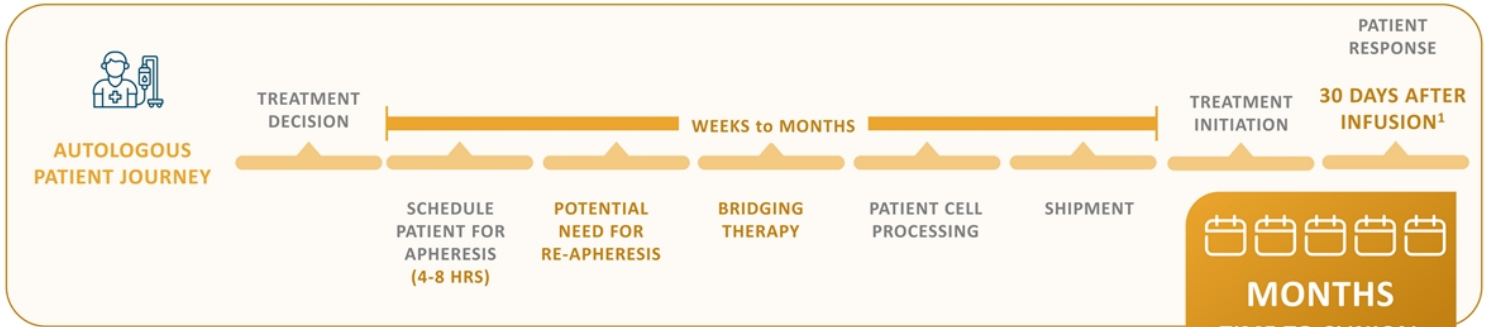 AUTOLOGOUS
PATIENT JOURNEY
TREATMENT
DECISION
WEEKS to MONTHS
SCHEDULE
PATIENT FOR
APHERESIS
(4-8 HRS)
POTENTIAL
NEED FOR
RE-APHERESIS
BRIDGING
THERAPY
PATIENT CELL
PROCESSING
SHIPMENT
TREATMENT
INITIATION
PATIENT
RESPONSE
30 DAYS AFTER
INFUSION¹
MONTHS